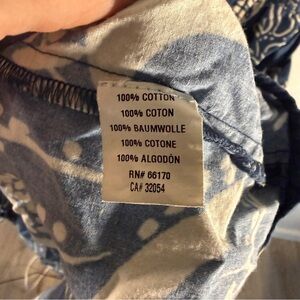 100% COTTON
100% COTON
100% BAUMWOLLE
100% COTONE
100% ALGODÓN
RN# 66170
CA# 32054